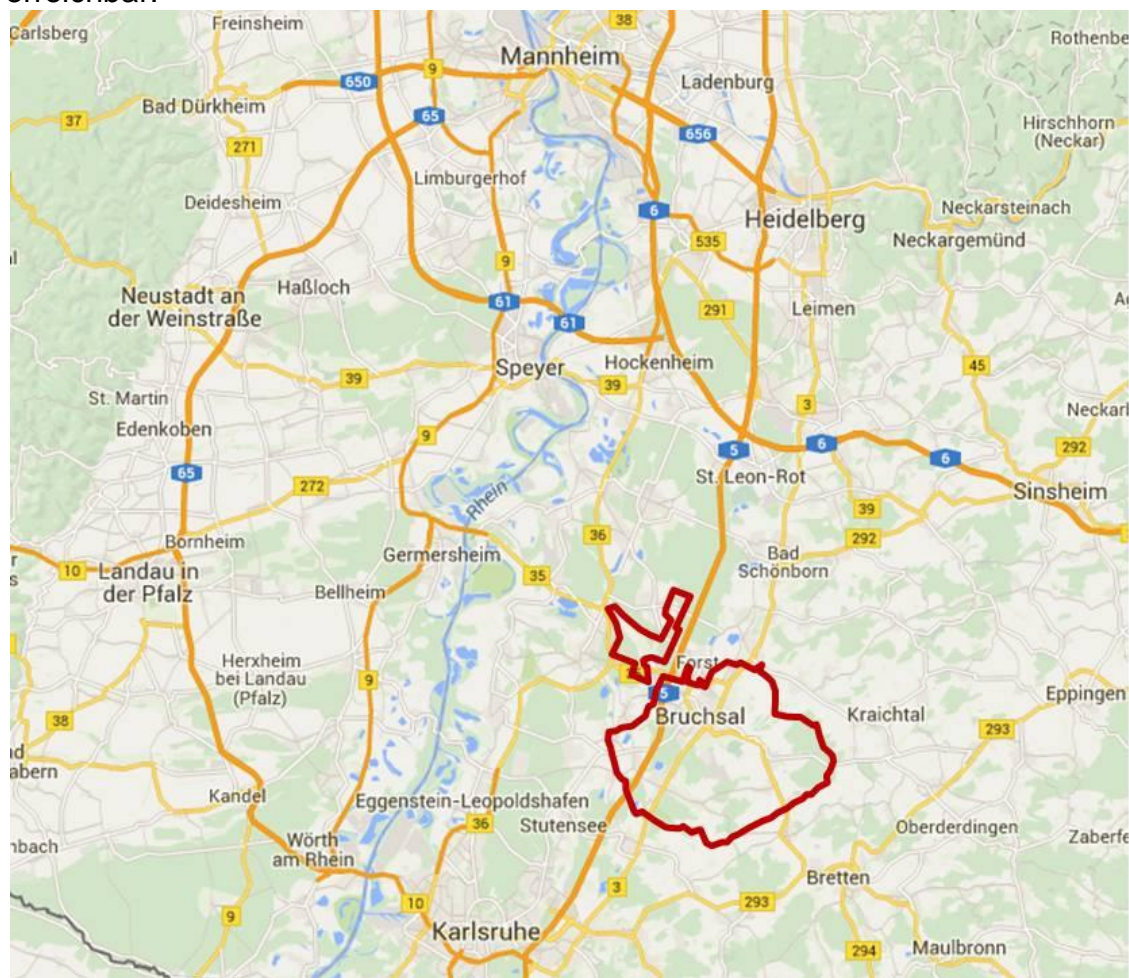 Carlsberg
Freinsheim
38
Rothenbe
Mannheim
9
650
Ladenburg
Bad Dürkheim
65
37
656
Hirschhorn
(Neckar)
271
Limburgerhof
Deidesheim
6
Heidelberg
Neckarsteinach
535
Neckargemünd
9
Haßloch
Neustadt an
der Weinstraße
61
61
291
Leimen
Speyer
Hockenheim
39
39
45
St. Martin
3
Edenkoben
9
5
6
292
65
272
Rhein
St. Leon-Rot
6
Sinsheim
39
36
292
Bornheim
Germersheim
Bad
Schönborn
10
Landau in
der Pfalz
35
Bellheim
Herxheim
bei Landau
(Pfalz)
Forst
9
5
Eppingen
38
Bruchsal
Kraichtal
293
Kandel
Eggenstein-Leopoldshafen
36
Stutensee
Oberderdingen
Wörth
am Rhein
Bretten
3
293
10
9
Karlsruhe
294
Maulbronn